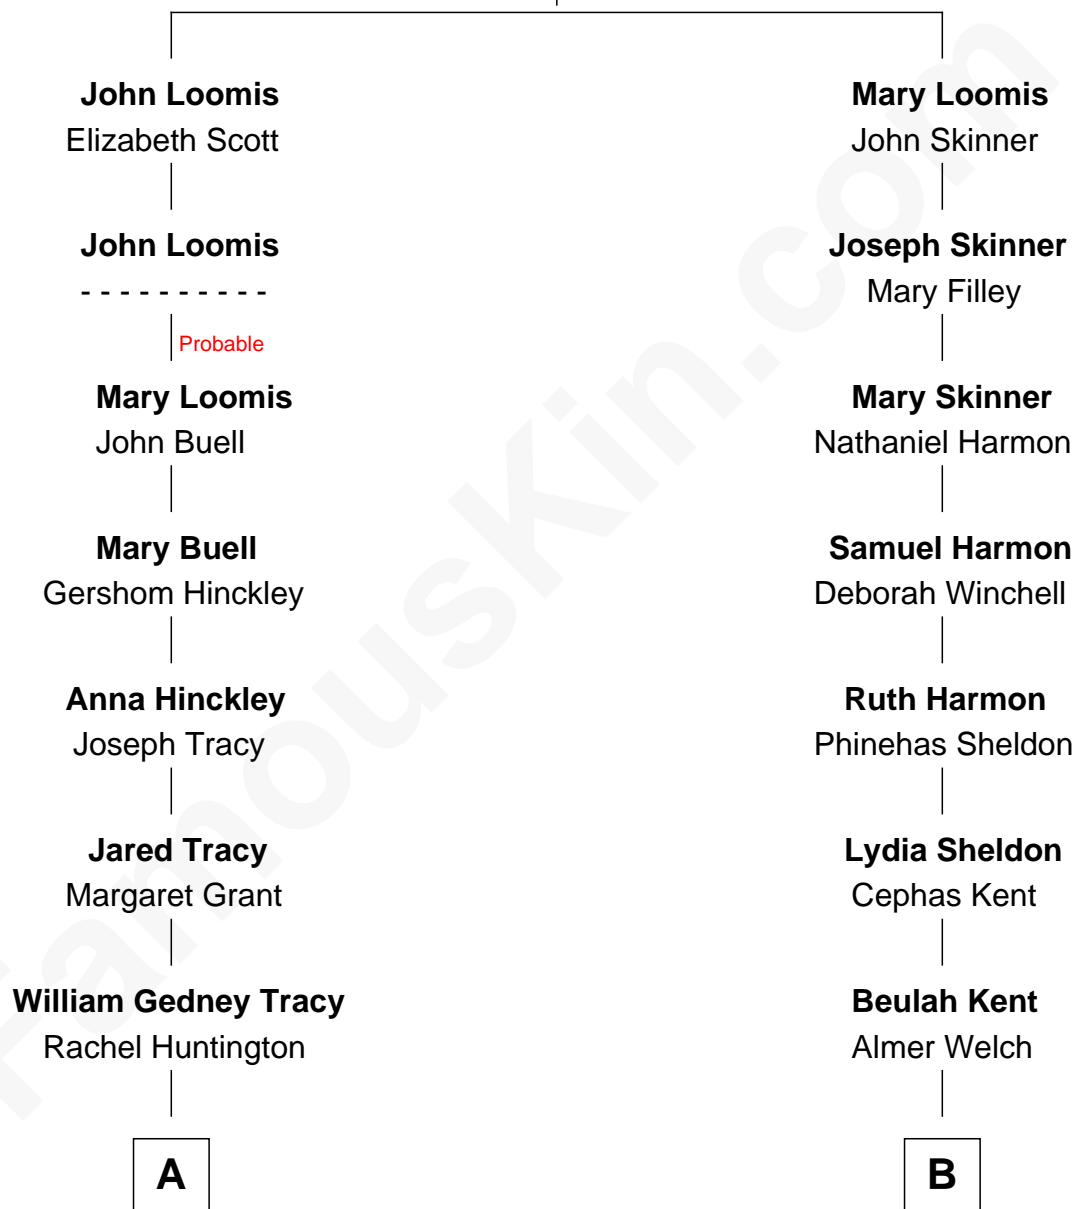 John Loomis
Elizabeth Scott
John Loomis
- - - - - - - - - -
Probable
Mary Loomis
John Buell
Mary Buell
Gershom Hinckley
Anna Hinckley
Joseph Tracy
Jared Tracy
Margaret Grant
William Gedney Tracy
Rachel Huntington
A
Mary Loomis
John Skinner
Joseph Skinner
Mary Filley
Mary Skinner
Nathaniel Harmon
Samuel Harmon
Deborah Winchell
Ruth Harmon
Phinehas Sheldon
Lydia Sheldon
Cephas Kent
Beulah Kent
Almer Welch
B
FamousKin.com